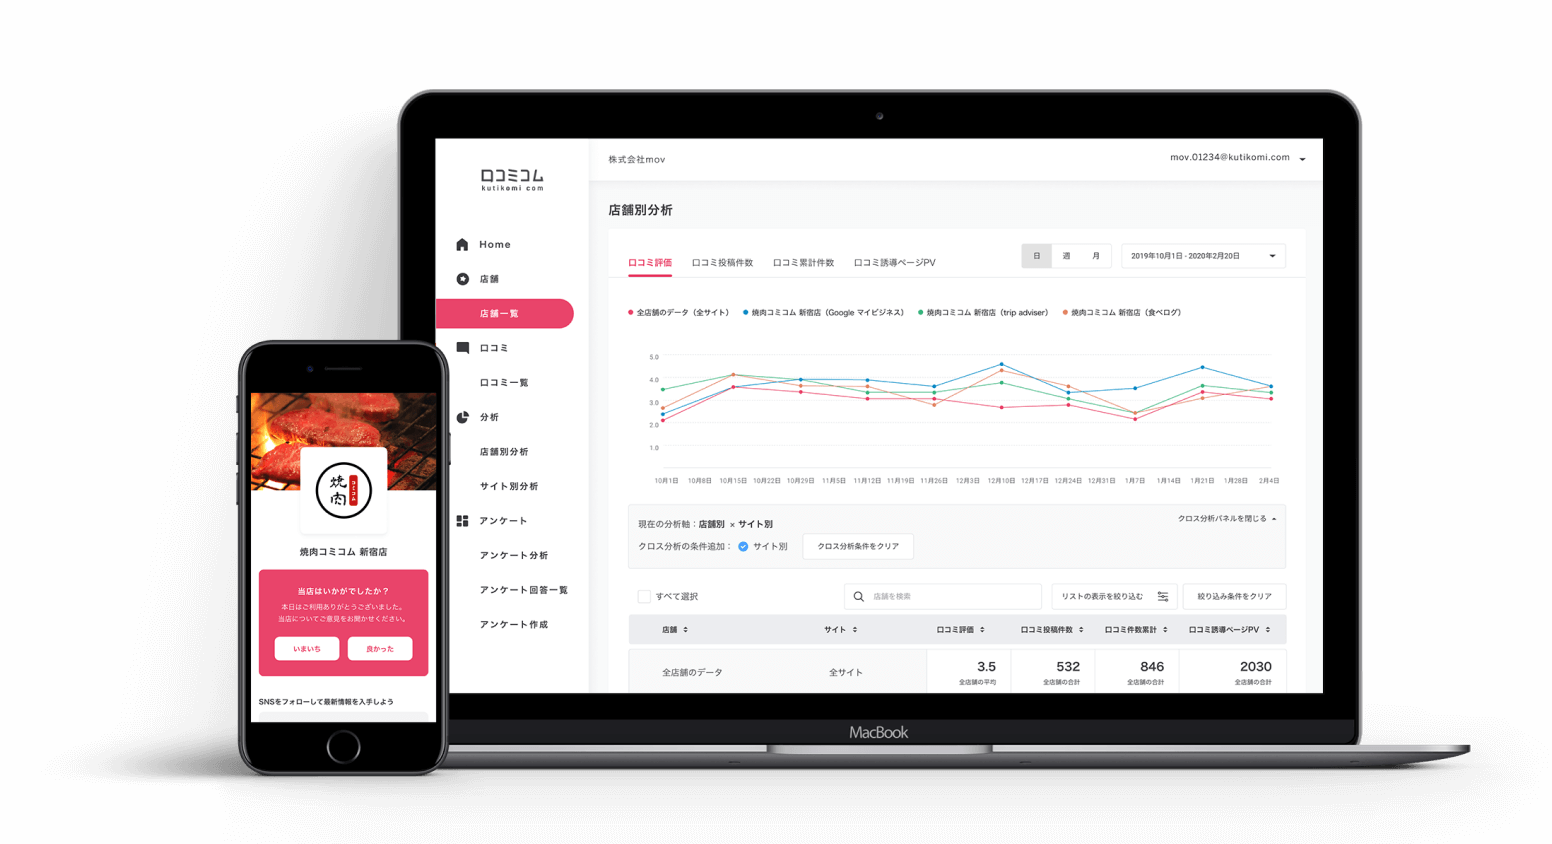 口コミコム
kutikomi com
株式会社mov
mov.01234@kutikomi.com
Home
店舗
店舗一覧
口コミ
口コミ一覧
分析
店舗別分析
サイト別分析
アンケート
アンケート分析
アンケート回答一覧
アンケート作成
店舗別分析
口コミ評価 口コミ投稿件数 口コミ累計件数 口コミ誘導ページPV
日 週 月
2019年10月1日 - 2020年2月20日
全店舗のデータ（全サイト） 焼肉コミコム 新宿店（Google マイビジネス） 焼肉コミコム 新宿店（trip adviser） 焼肉コミコム 新宿店（食べログ）
5.0
4.0
3.0
2.0
1.0
10月1日 10月8日 10月15日 10月22日 10月29日 11月5日 11月12日 11月19日 11月26日 12月3日 12月10日 12月17日 12月24日 12月31日 1月7日 1月14日 1月21日 1月28日 2月4日
現在の分析軸：店舗別 × サイト別
クロス分析パネルを閉じる
クロス分析の条件追加： サイト別 クロス分析条件をクリア
すべて選択 店舗を検索 リストの表示を絞り込む 絞り込み条件をクリア
店舗 サイト 口コミ評価 口コミ投稿件数 口コミ件数累計 口コミ誘導ページPV
全店舗のデータ 全サイト 3.5 532 846 2030
全店舗の平均 全店舗の合計 全店舗の合計 全店舗の合計
MacBook
焼肉
コミコム
焼肉コミコム 新宿店
当店はいかがでしたか？
本日はご利用ありがとうございました。
当店についてご意見をお聞かせください。
いまいち 良かった
SNSをフォローして最新情報を入手しよう